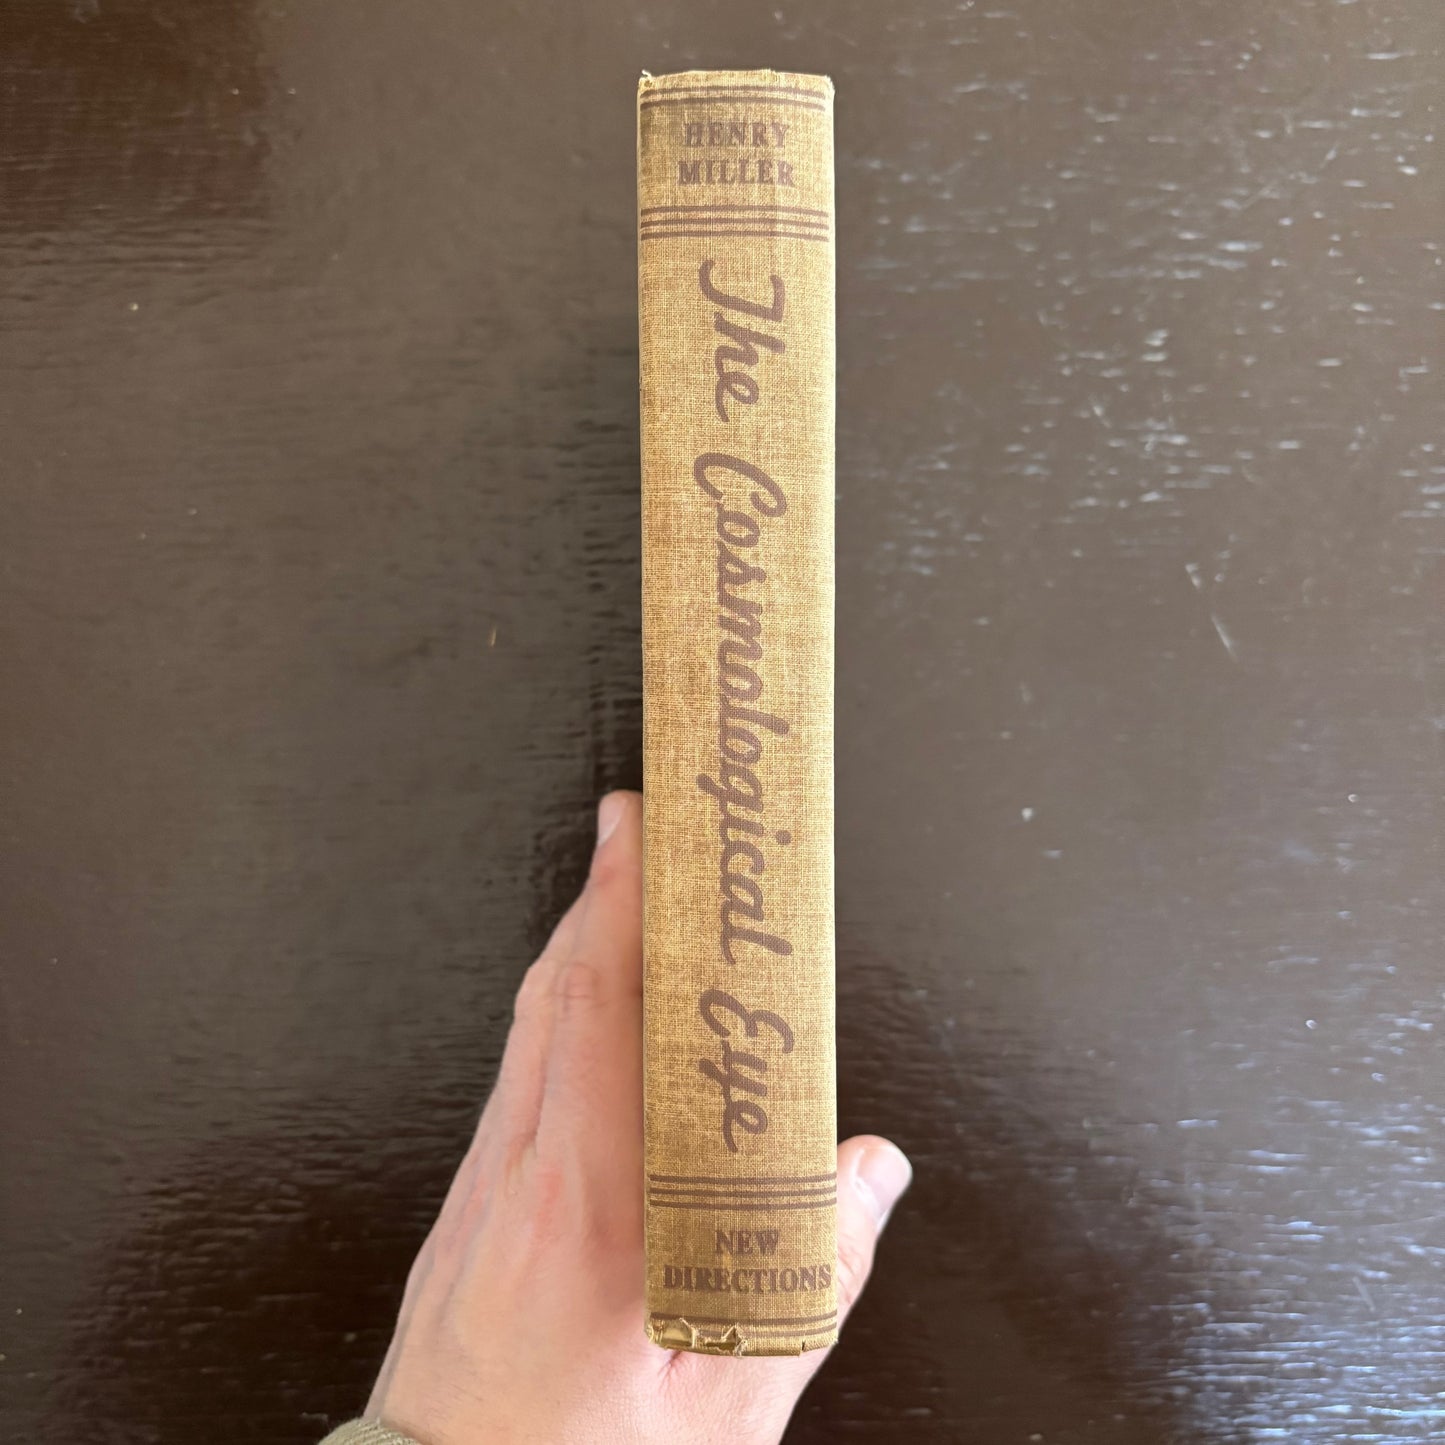 HENRY
MILLER
The Cosmological Eye
NEW
DIRECTIONS